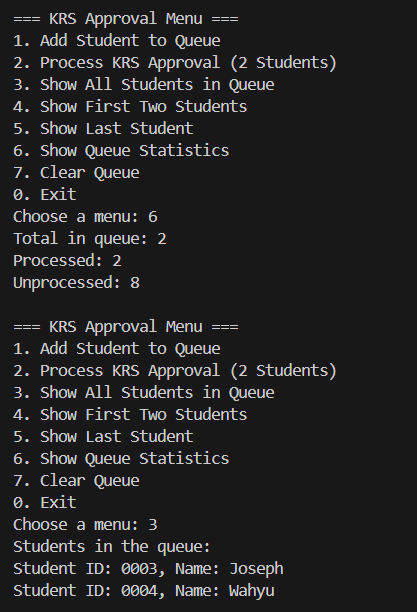 === KRS Approval Menu ===
1. Add Student to Queue
2. Process KRS Approval (2 Students)
3. Show All Students in Queue
4. Show First Two Students
5. Show Last Student
6. Show Queue Statistics
7. Clear Queue
0. Exit
Choose a menu: 6
Total in queue: 2
Processed: 2
Unprocessed: 8

=== KRS Approval Menu ===
1. Add Student to Queue
2. Process KRS Approval (2 Students)
3. Show All Students in Queue
4. Show First Two Students
5. Show Last Student
6. Show Queue Statistics
7. Clear Queue
0. Exit
Choose a menu: 3
Students in the queue:
Student ID: 0003, Name: Joseph
Student ID: 0004, Name: Wahyu